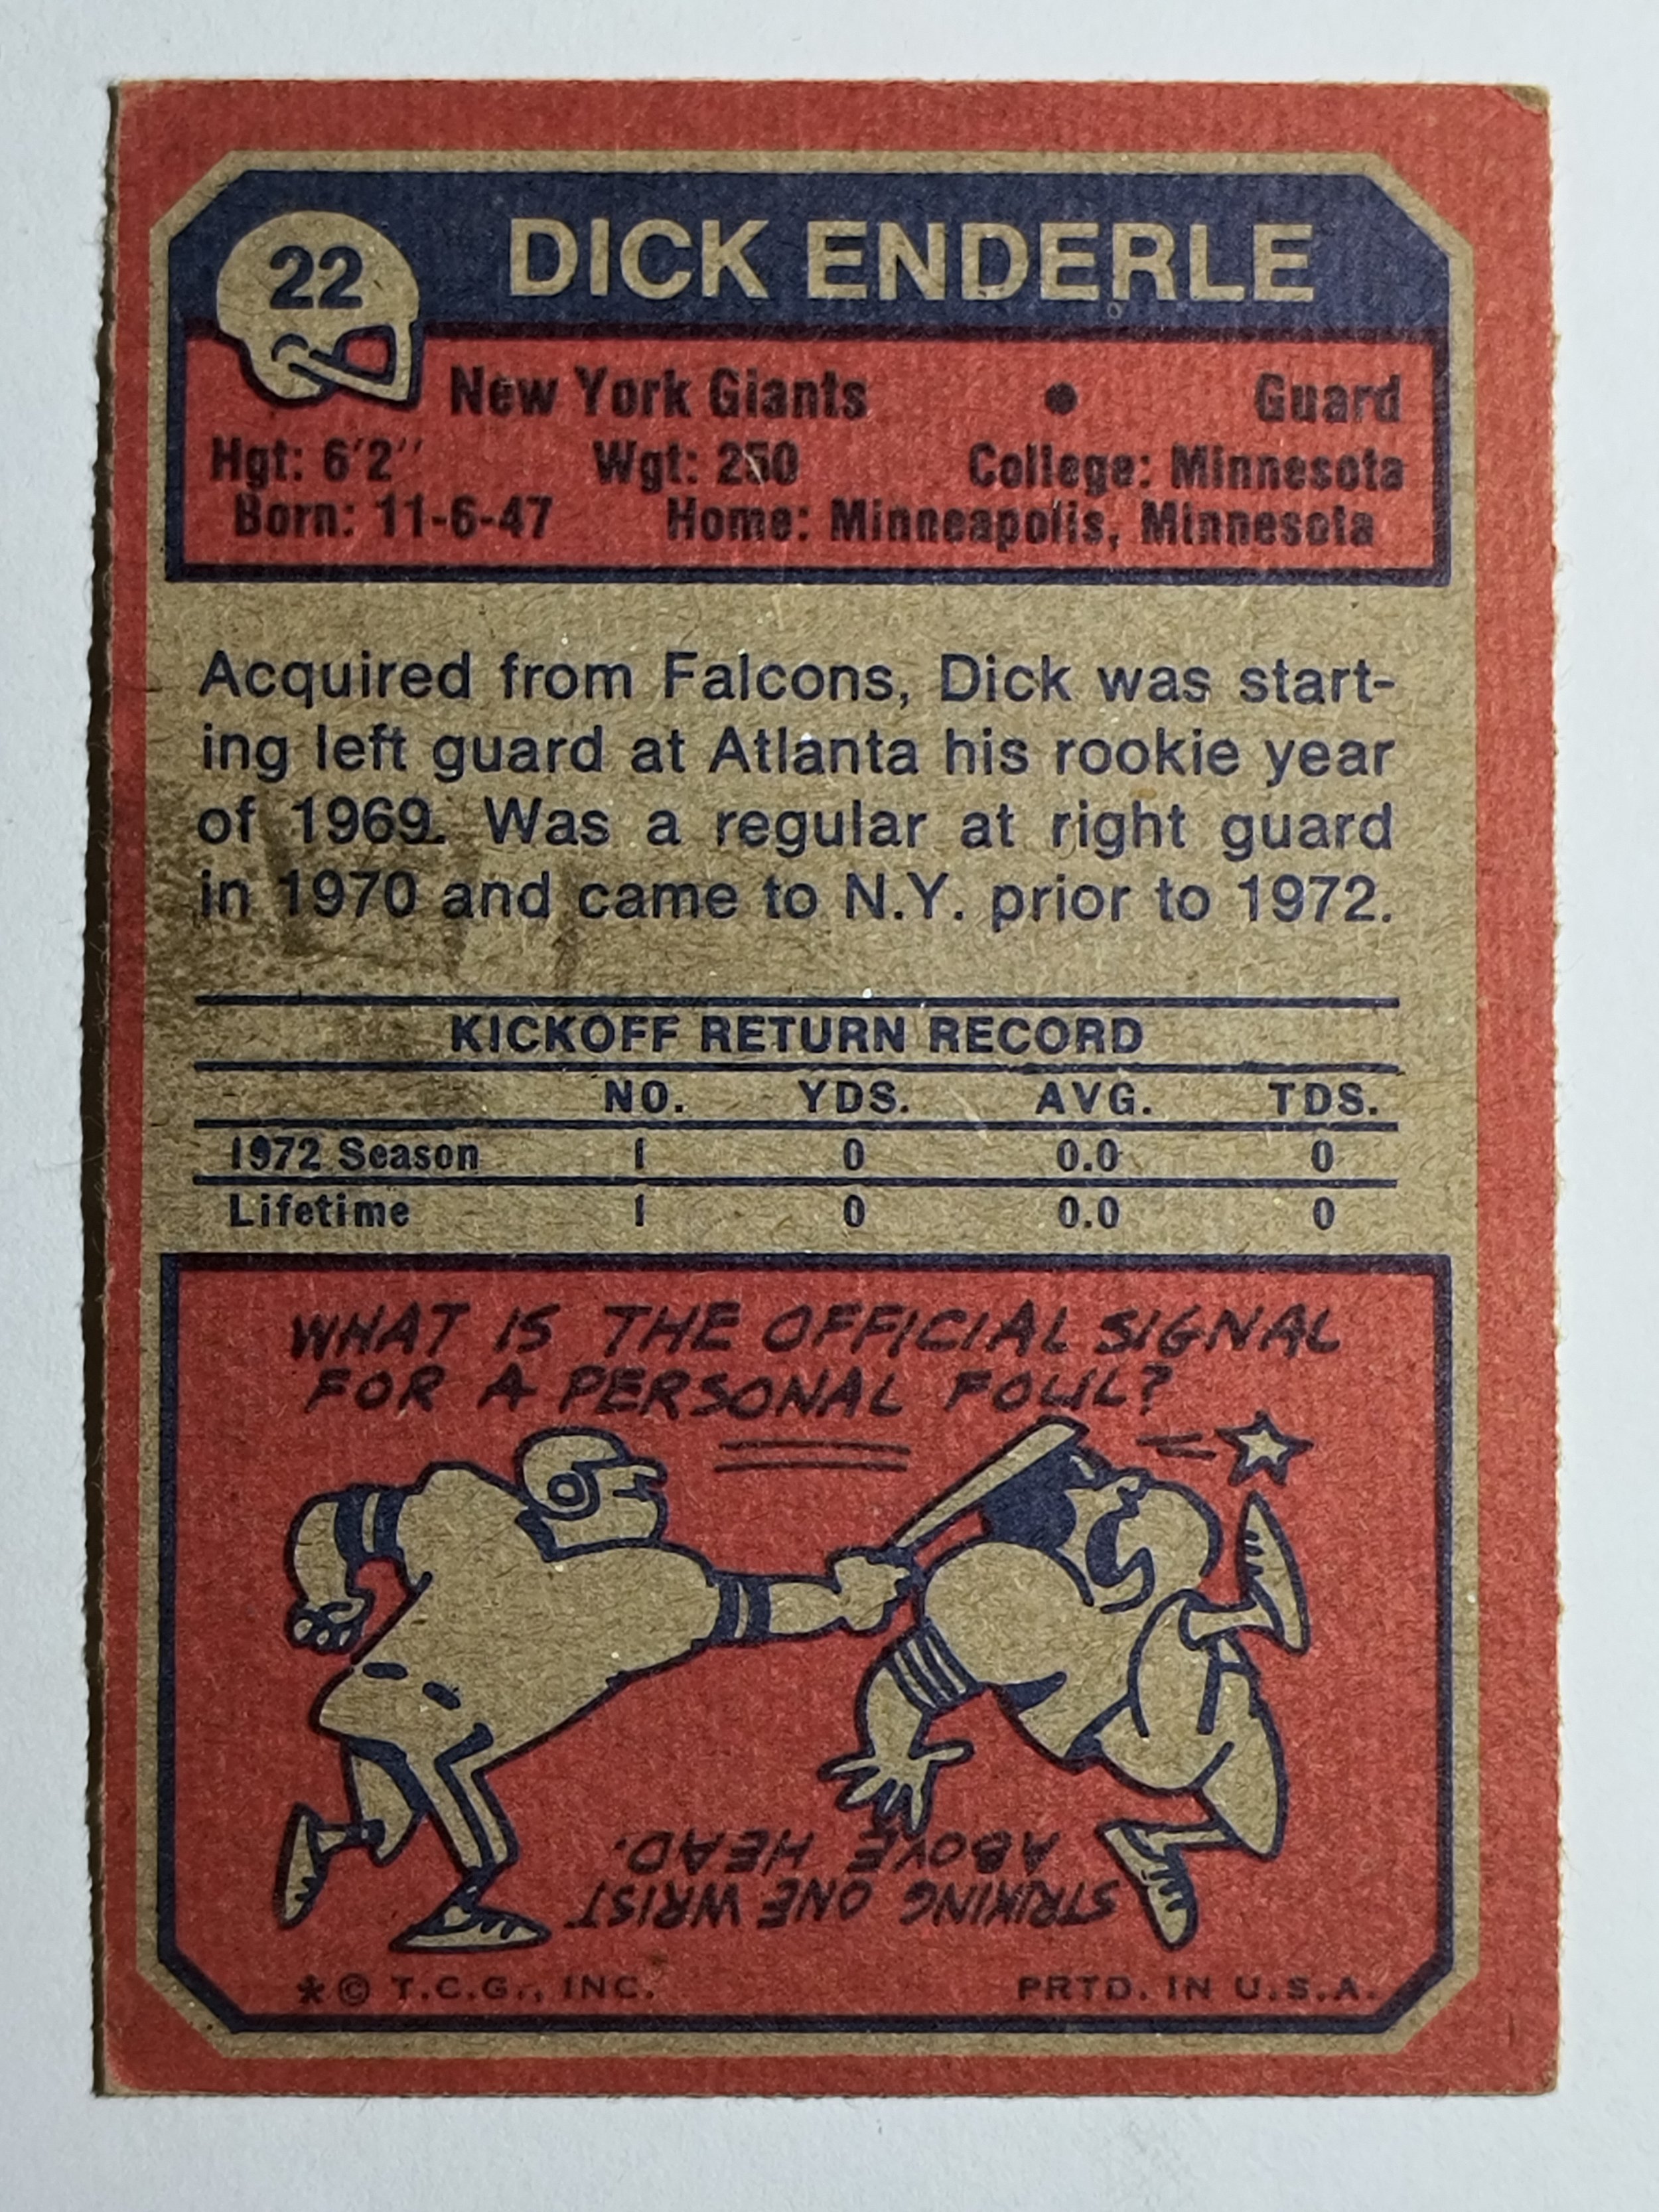 22
DICK ENDERLE
New York Giants • Guard
Hgt: 6'2'' Wgt: 250 College: Minnesota
Born: 11-6-47 Home: Minneapolis, Minnesota
Acquired from Falcons, Dick was start-
ing left guard at Atlanta his rookie year
of 1969. Was a regular at right guard
in 1970 and came to N.Y. prior to 1972.
KICKOFF RETURN RECORD
NO. YDS. AVG. TDS.
1972 Season 1 0 0.0 0
Lifetime 1 0 0.0 0
WHAT IS THE OFFICIAL SIGNAL
FOR A PERSONAL FOUL?
STRIKING ONE WRIST
ABOVE HEAD.
*© T.C.G., INC. PRTD. IN U.S.A.